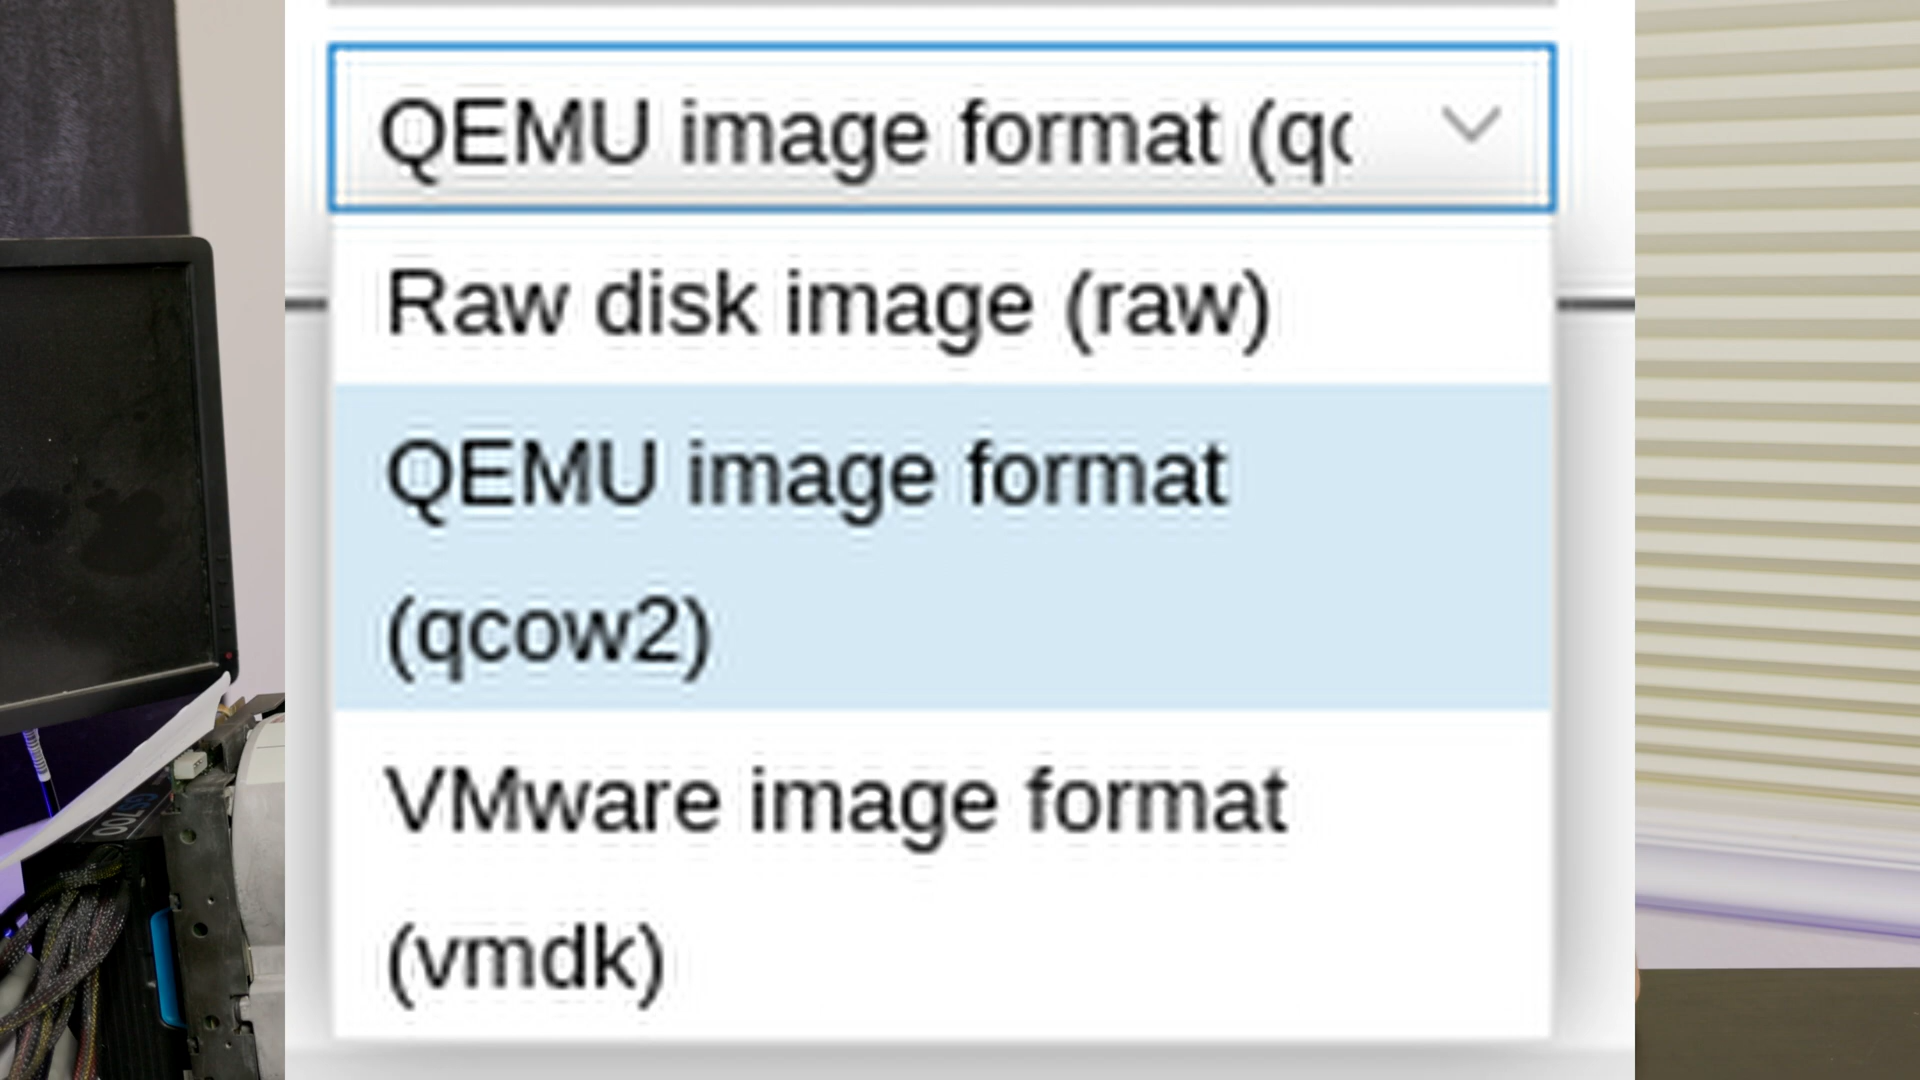 QEMU image format (qc
Raw disk image (raw)
QEMU image format
(qcow2)
VMware image format
(vmdk)